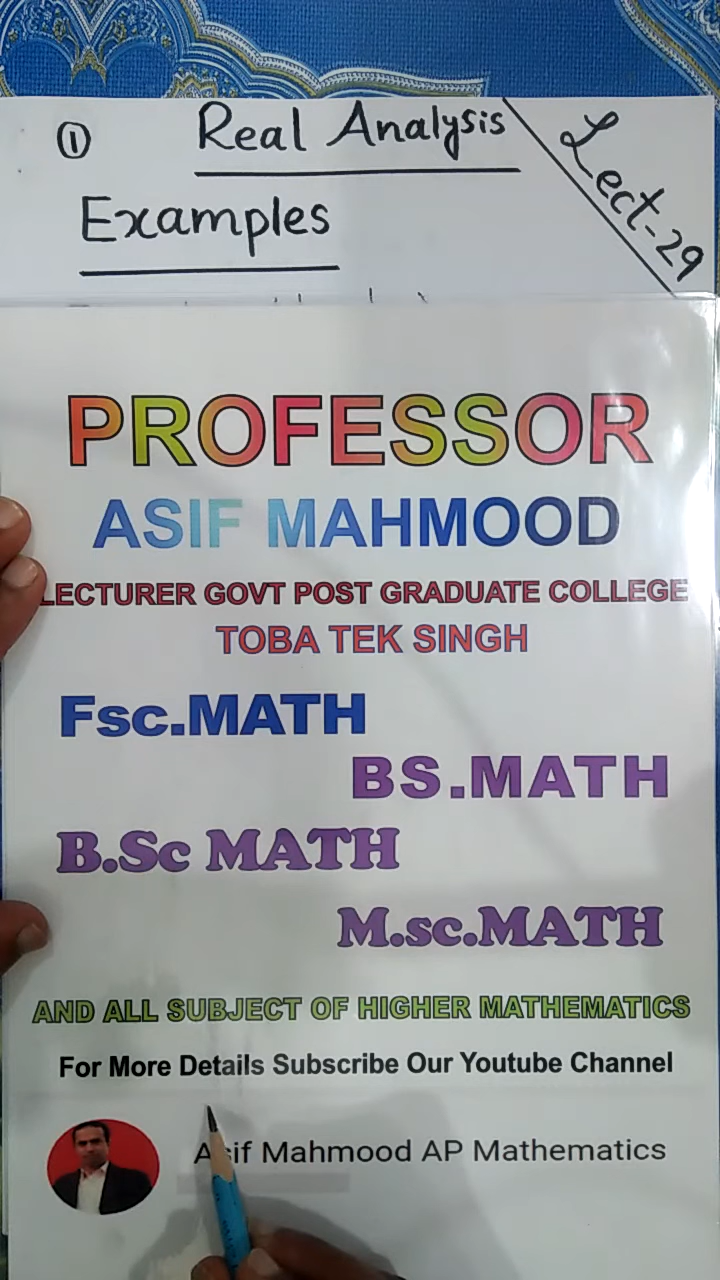 ① Real Analysis Lect-29
Examples
PROFESSOR
ASIF MAHMOOD
LECTURER GOVT POST GRADUATE COLLEGE
TOBA TEK SINGH
Fsc.MATH
BS.MATH
B.Sc MATH
M.sc.MATH
AND ALL SUBJECT OF HIGHER MATHEMATICS
For More Details Subscribe Our Youtube Channel
Asif Mahmood AP Mathematics